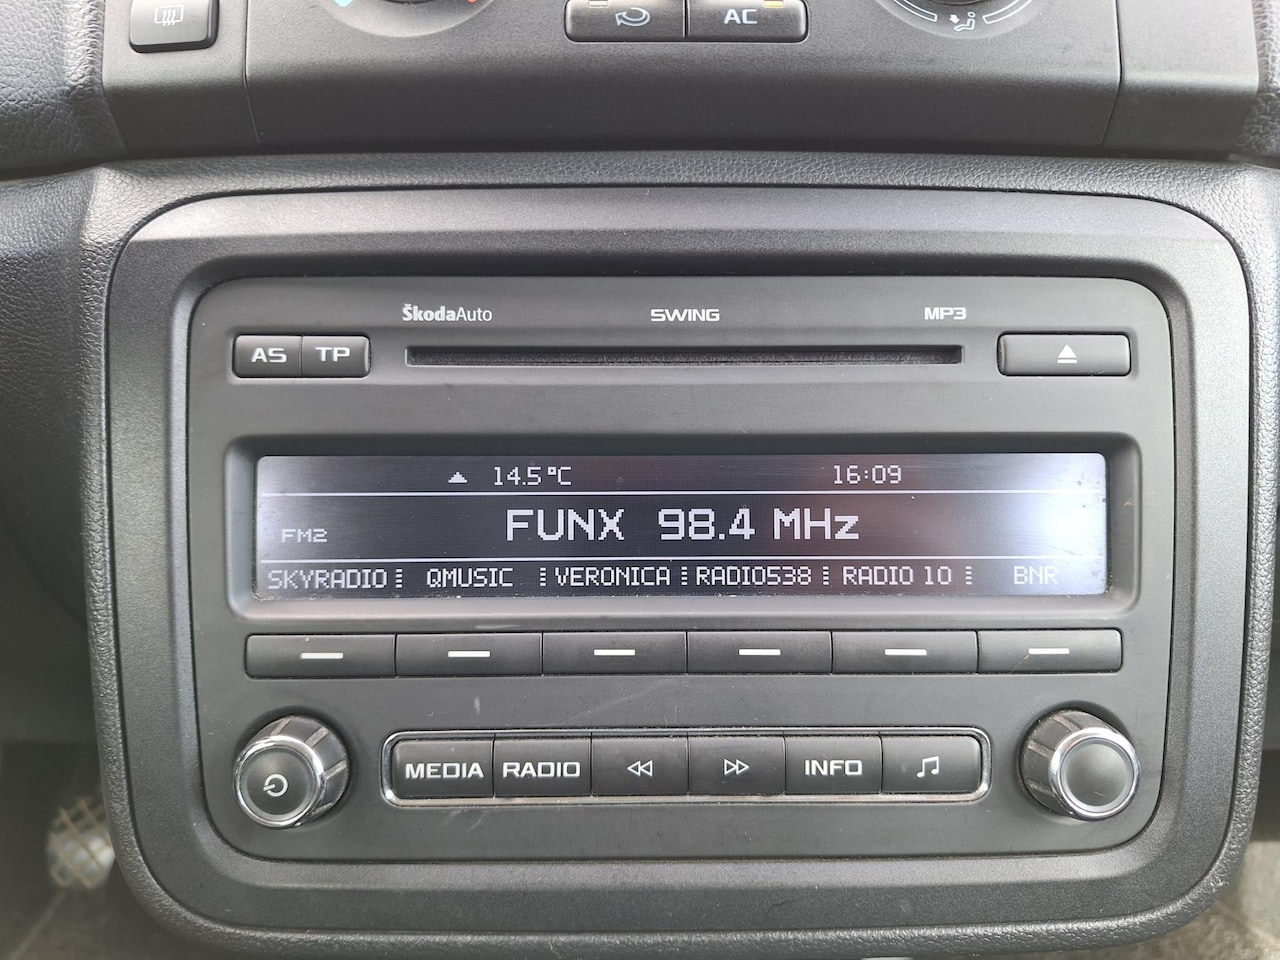 AC
ŠkodaAuto SWING MP3
AS TP
14.5°C 16:09
FM2 FUNX 98.4 MHz
SKYRADIO QMUSIC VERONICA RADIO538 RADIO 10 BNR
MEDIA RADIO INFO